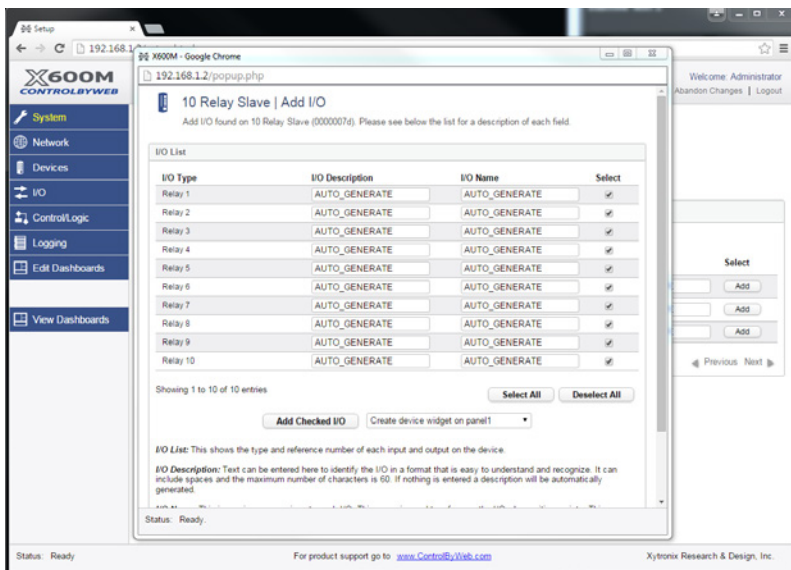 Setup
192.168.1
X600M - Google Chrome
192.168.1.2/popup.php
X600M
CONTROLBYWEB
Welcome: Administrator
Abandon Changes | Logout
System
Network
Devices
I/O
Control/Logic
Logging
Edit Dashboards
View Dashboards
10 Relay Slave | Add I/O
Add I/O found on 10 Relay Slave (0000007d). Please see below the list for a description of each field.
I/O List
I/O Type I/O Description I/O Name Select
Relay 1 AUTO_GENERATE AUTO_GENERATE
Relay 2 AUTO_GENERATE AUTO_GENERATE
Relay 3 AUTO_GENERATE AUTO_GENERATE
Relay 4 AUTO_GENERATE AUTO_GENERATE
Relay 5 AUTO_GENERATE AUTO_GENERATE
Relay 6 AUTO_GENERATE AUTO_GENERATE
Relay 7 AUTO_GENERATE AUTO_GENERATE
Relay 8 AUTO_GENERATE AUTO_GENERATE
Relay 9 AUTO_GENERATE AUTO_GENERATE
Relay 10 AUTO_GENERATE AUTO_GENERATE
Showing 1 to 10 of 10 entries
Select All Deselect All
Add Checked I/O Create device widget on panel1
I/O List: This shows the type and reference number of each input and output on the device.
I/O Description: Text can be entered here to identify the I/O in a format that is easy to understand and recognize. It can
include spaces and the maximum number of characters is 60. If nothing is entered a description will be automatically
generated.
Status: Ready.
Select
Add
Add
Add
Previous Next
Status: Ready
For product support go to www.ControlByWeb.com
Xytronix Research & Design, Inc.